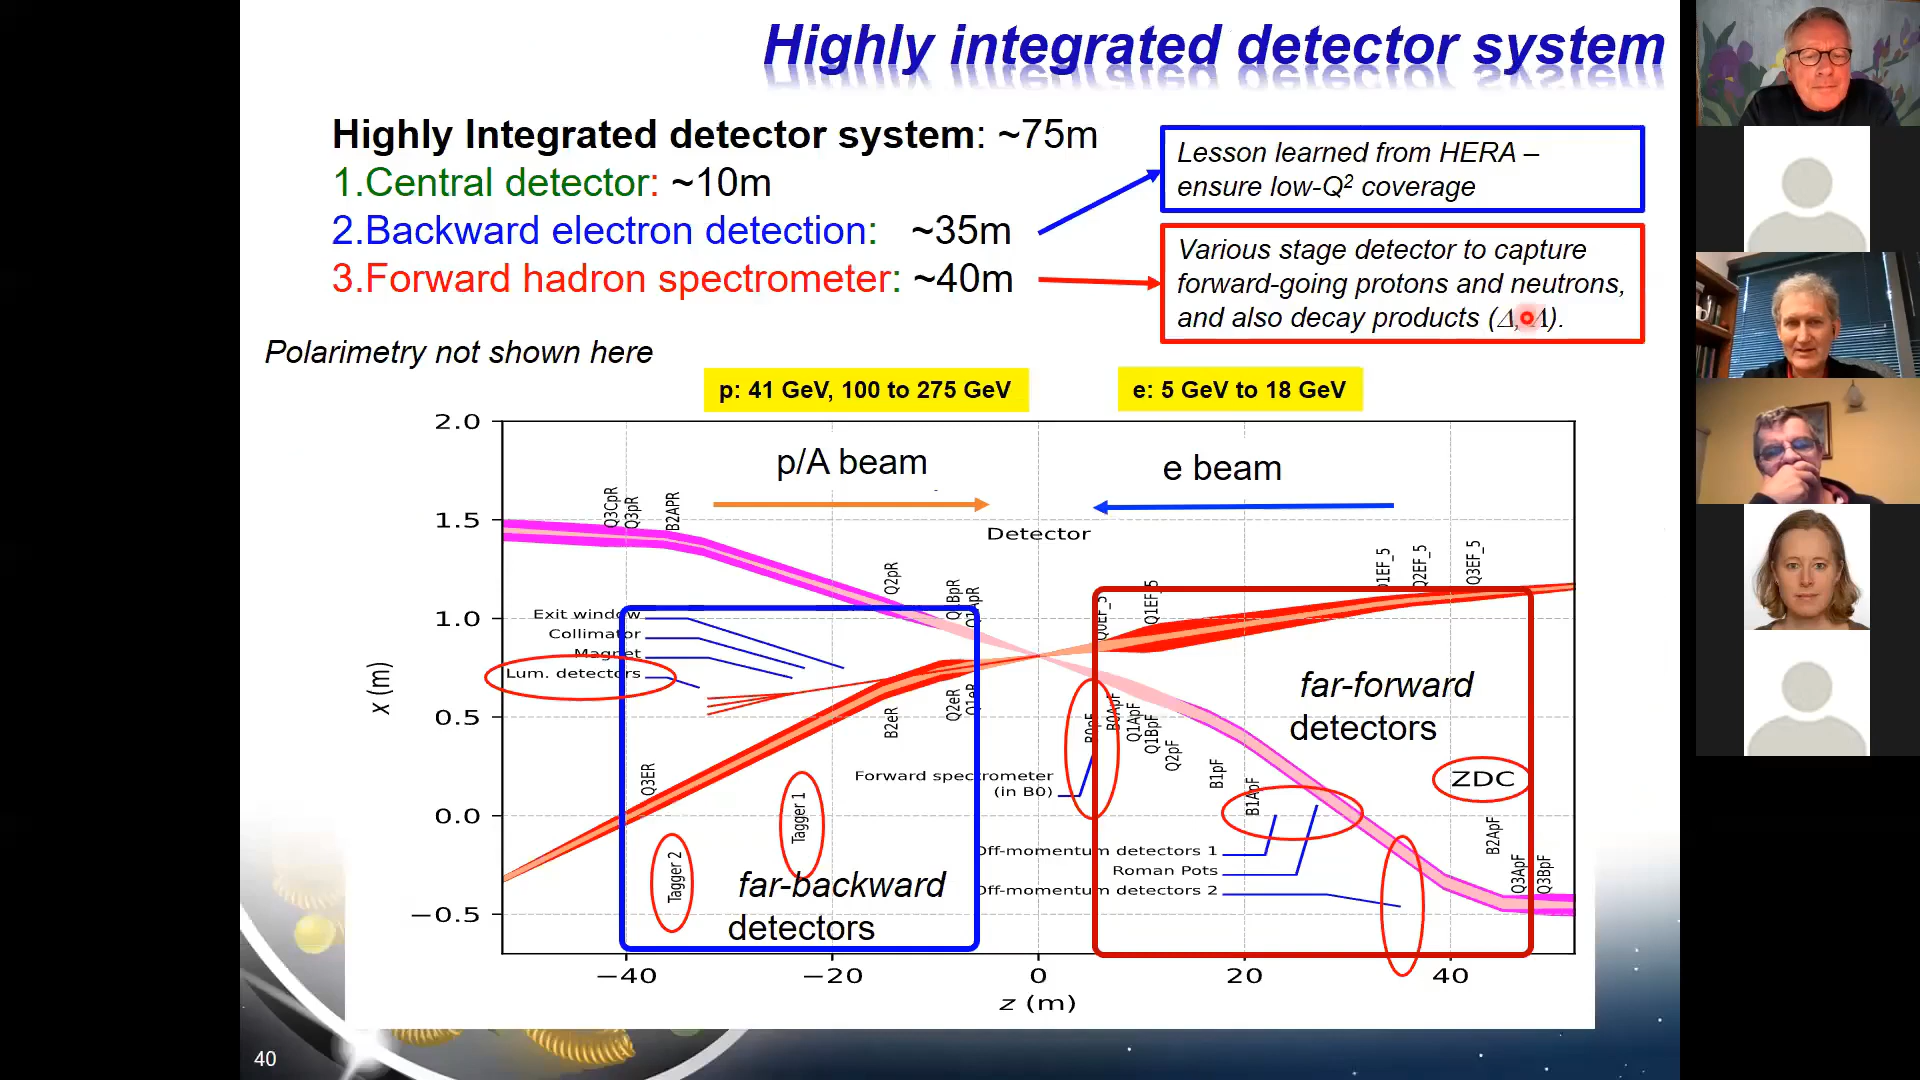 Highly integrated detector system
Highly Integrated detector system: ~75m
1.Central detector: ~10m
2.Backward electron detection: ~35m
3.Forward hadron spectrometer: ~40m
Lesson learned from HERA –
ensure low-Q² coverage
Various stage detector to capture
forward-going protons and neutrons,
and also decay products (Δ, Λ).
Polarimetry not shown here
p: 41 GeV, 100 to 275 GeV
e: 5 GeV to 18 GeV
p/A beam
e beam
Detector
2.0
1.5
1.0
0.5
0.0
−0.5
x (m)
−40
−20
0
20
40
z (m)
Q3CpR
Q3pR
B2APR
Q2pR
Exit window
Collimator
Magnet
Lum. detectors
Q3ER
B2eR
Q2eR
Q1eR
Tagger 2
Tagger 1
far-backward
detectors
Q1EF_5
Q2EF_5
Q3EF_5
Q0EF_5
B0pF
B0ApF
Q1ApF
Q1BpF
Q2pF
B1pF
B1ApF
Forward spectrometer
(in B0)
Off-momentum detectors 1
Roman Pots
Off-momentum detectors 2
far-forward
detectors
ZDC
B2ApF
Q3ApF
Q3BpF
40